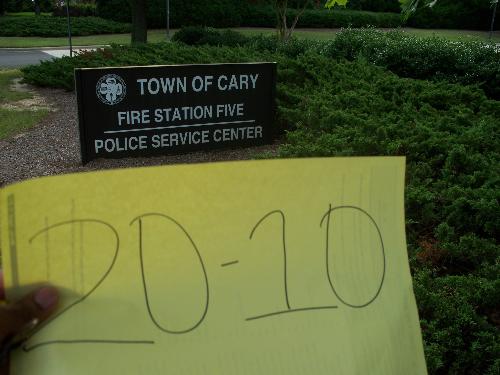 TOWN OF CARY
FIRE STATION FIVE
POLICE SERVICE CENTER
20-10